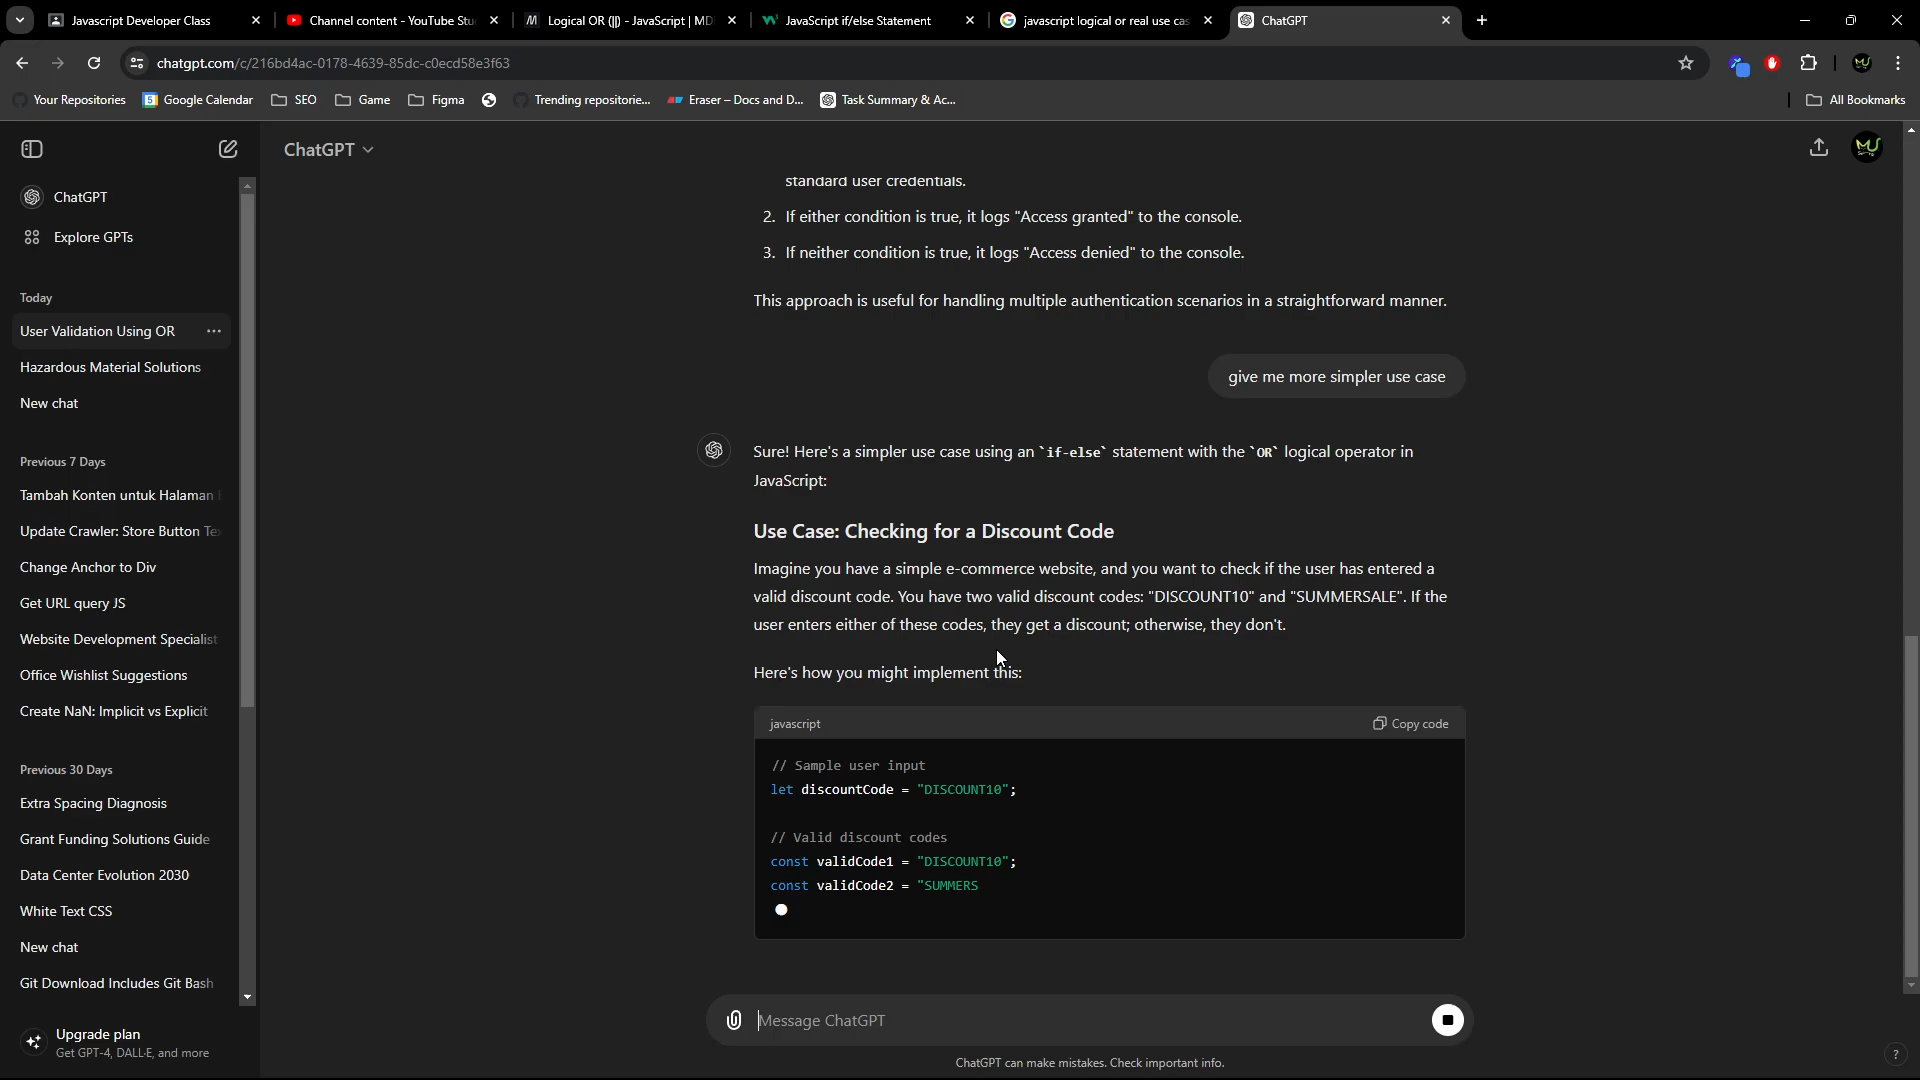 Javascript Developer Class
Channel content - YouTube Stu
Logical OR (||) - JavaScript | MD
JavaScript if/else Statement
javascript logical or real use cas
ChatGPT
chatgpt.com/c/216bd4ac-0178-4639-85dc-c0ecd58e3f63
Your Repositories
Google Calendar
SEO
Game
Figma
Trending repositorie...
Eraser – Docs and D...
Task Summary & Ac...
All Bookmarks
ChatGPT
ChatGPT
Explore GPTs
Today
User Validation Using OR
Hazardous Material Solutions
New chat
Previous 7 Days
Tambah Konten untuk Halaman
Update Crawler: Store Button Te
Change Anchor to Div
Get URL query JS
Website Development Specialist
Office Wishlist Suggestions
Create NaN: Implicit vs Explicit
Previous 30 Days
Extra Spacing Diagnosis
Grant Funding Solutions Guide
Data Center Evolution 2030
White Text CSS
New chat
Git Download Includes Git Bash
Upgrade plan
Get GPT-4, DALL·E, and more
standard user credentials.
2. If either condition is true, it logs "Access granted" to the console.
3. If neither condition is true, it logs "Access denied" to the console.
This approach is useful for handling multiple authentication scenarios in a straightforward manner.
give me more simpler use case
Sure! Here's a simpler use case using an `if-else` statement with the `OR` logical operator in
JavaScript:
Use Case: Checking for a Discount Code
Imagine you have a simple e-commerce website, and you want to check if the user has entered a
valid discount code. You have two valid discount codes: "DISCOUNT10" and "SUMMERSALE". If the
user enters either of these codes, they get a discount; otherwise, they don't.
Here's how you might implement this:
javascript
Copy code
// Sample user input
let discountCode = "DISCOUNT10";
// Valid discount codes
const validCode1 = "DISCOUNT10";
const validCode2 = "SUMMERS
Message ChatGPT
ChatGPT can make mistakes. Check important info.
?